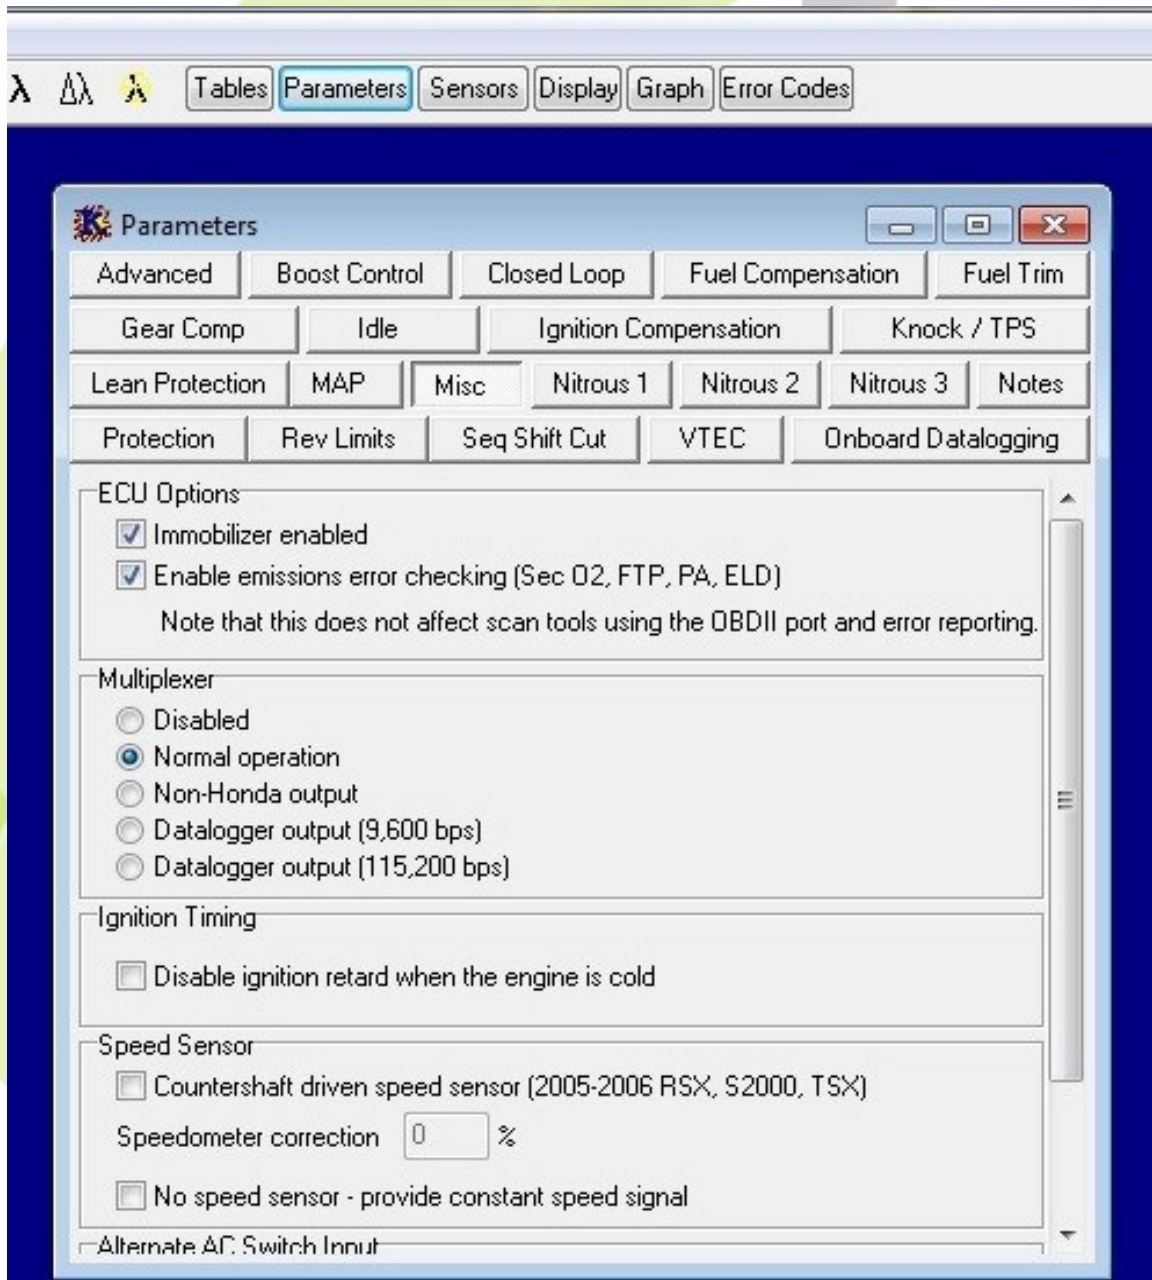 λ Δλ λ Tables Parameters Sensors Display Graph Error Codes
Parameters
Advanced Boost Control Closed Loop Fuel Compensation Fuel Trim
Gear Comp Idle Ignition Compensation Knock / TPS
Lean Protection MAP Misc Nitrous 1 Nitrous 2 Nitrous 3 Notes
Protection Rev Limits Seq Shift Cut VTEC Onboard Datalogging
ECU Options
Immobilizer enabled
Enable emissions error checking (Sec O2, FTP, PA, ELD)
Note that this does not affect scan tools using the OBDII port and error reporting.
Multiplexer
Disabled
Normal operation
Non-Honda output
Datalogger output (9,600 bps)
Datalogger output (115,200 bps)
Ignition Timing
Disable ignition retard when the engine is cold
Speed Sensor
Countershaft driven speed sensor (2005-2006 RSX, S2000, TSX)
Speedometer correction 0 %
No speed sensor - provide constant speed signal
Alternate AC Switch Input